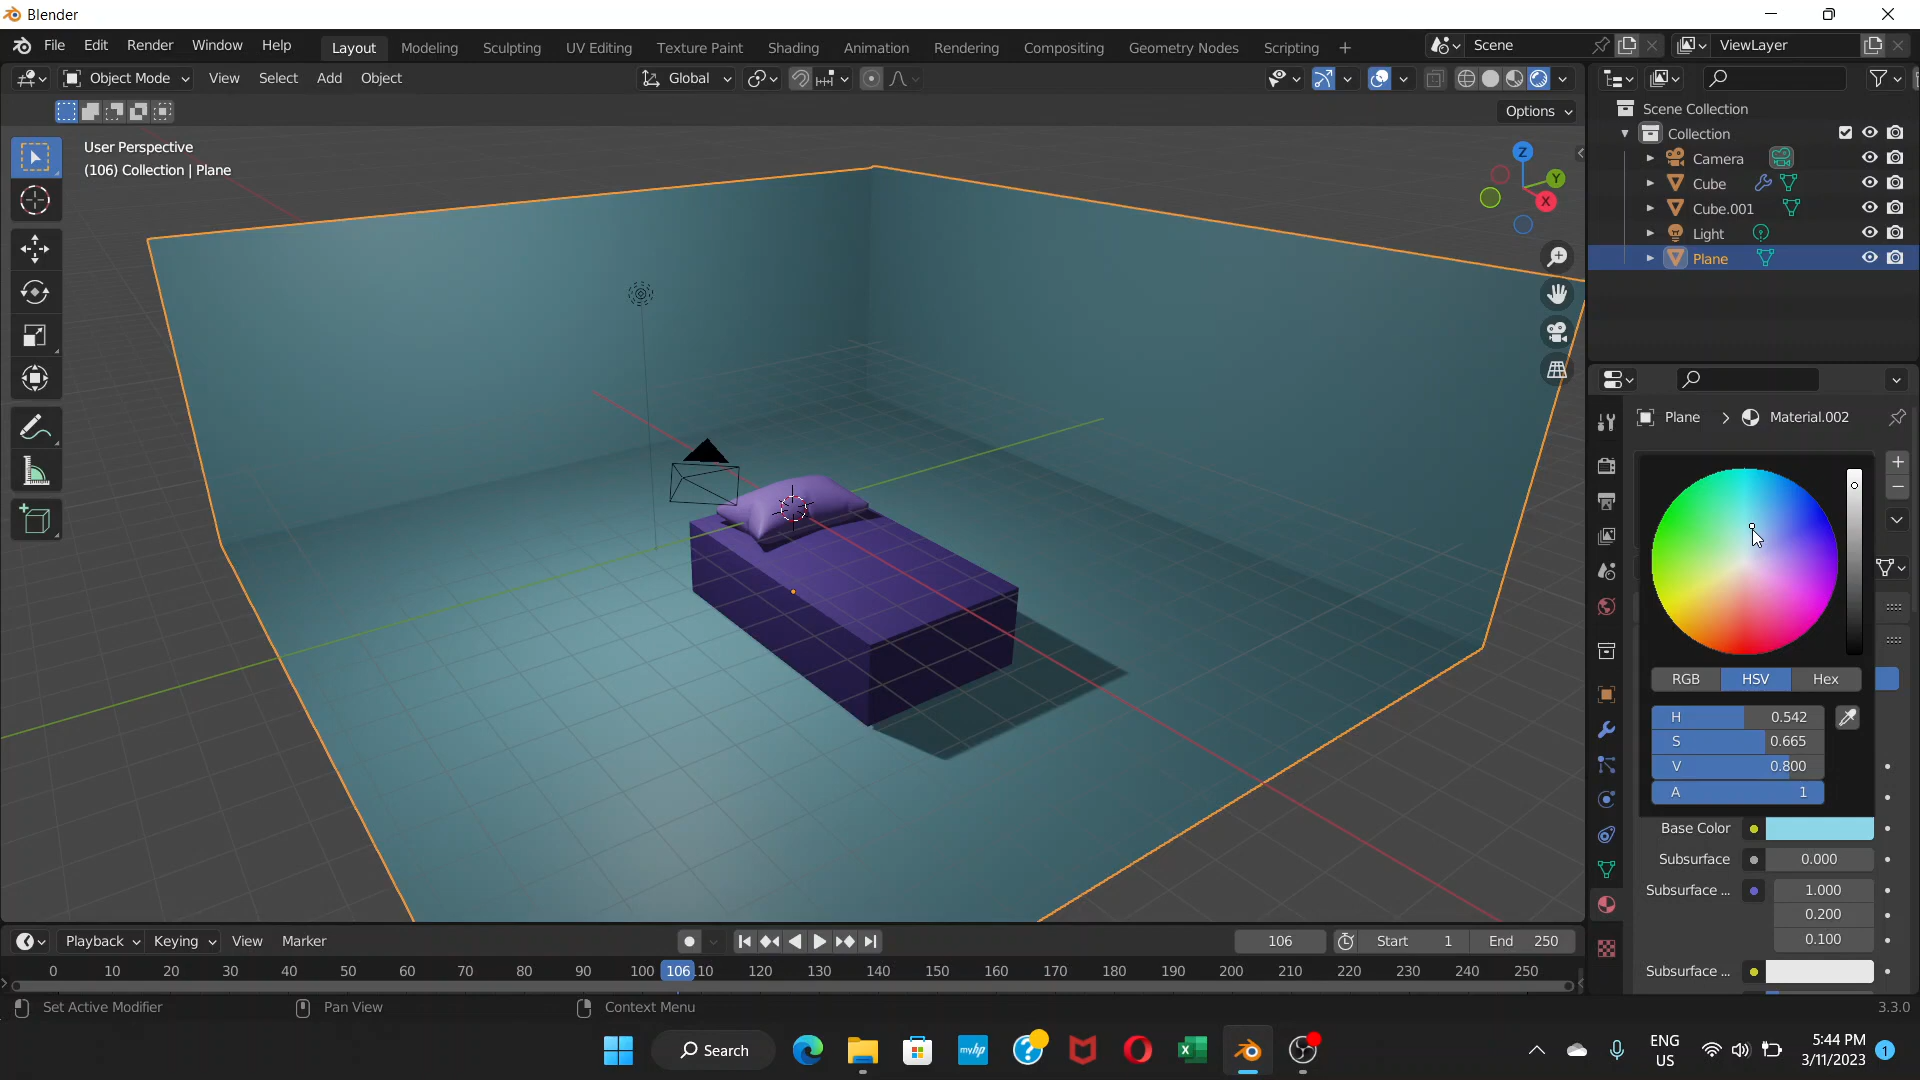 Blender
File Edit Render Window Help Layout Modeling Sculpting UV Editing Texture Paint Shading Animation Rendering Compositing Geometry Nodes Scripting + Scene ViewLayer
Object Mode View Select Add Object Global
Options
User Perspective
(106) Collection | Plane
Z
Y
X
Scene Collection
Collection
Camera
Cube
Cube.001
Light
Plane
Plane > Material.002
RGB HSV Hex
H 0.542
S 0.665
V 0.800
A 1
Base Color
Subsurface 0.000
Subsurface ... 1.000
0.200
0.100
Subsurface ...
Playback Keying View Marker 106 Start 1 End 250
0 10 20 30 40 50 60 70 80 90 100 106 10 120 130 140 150 160 170 180 190 200 210 220 230 240 250
Set Active Modifier Pan View Context Menu 3.3.0
Search myhp ENG US 5:44 PM 3/11/2023 1